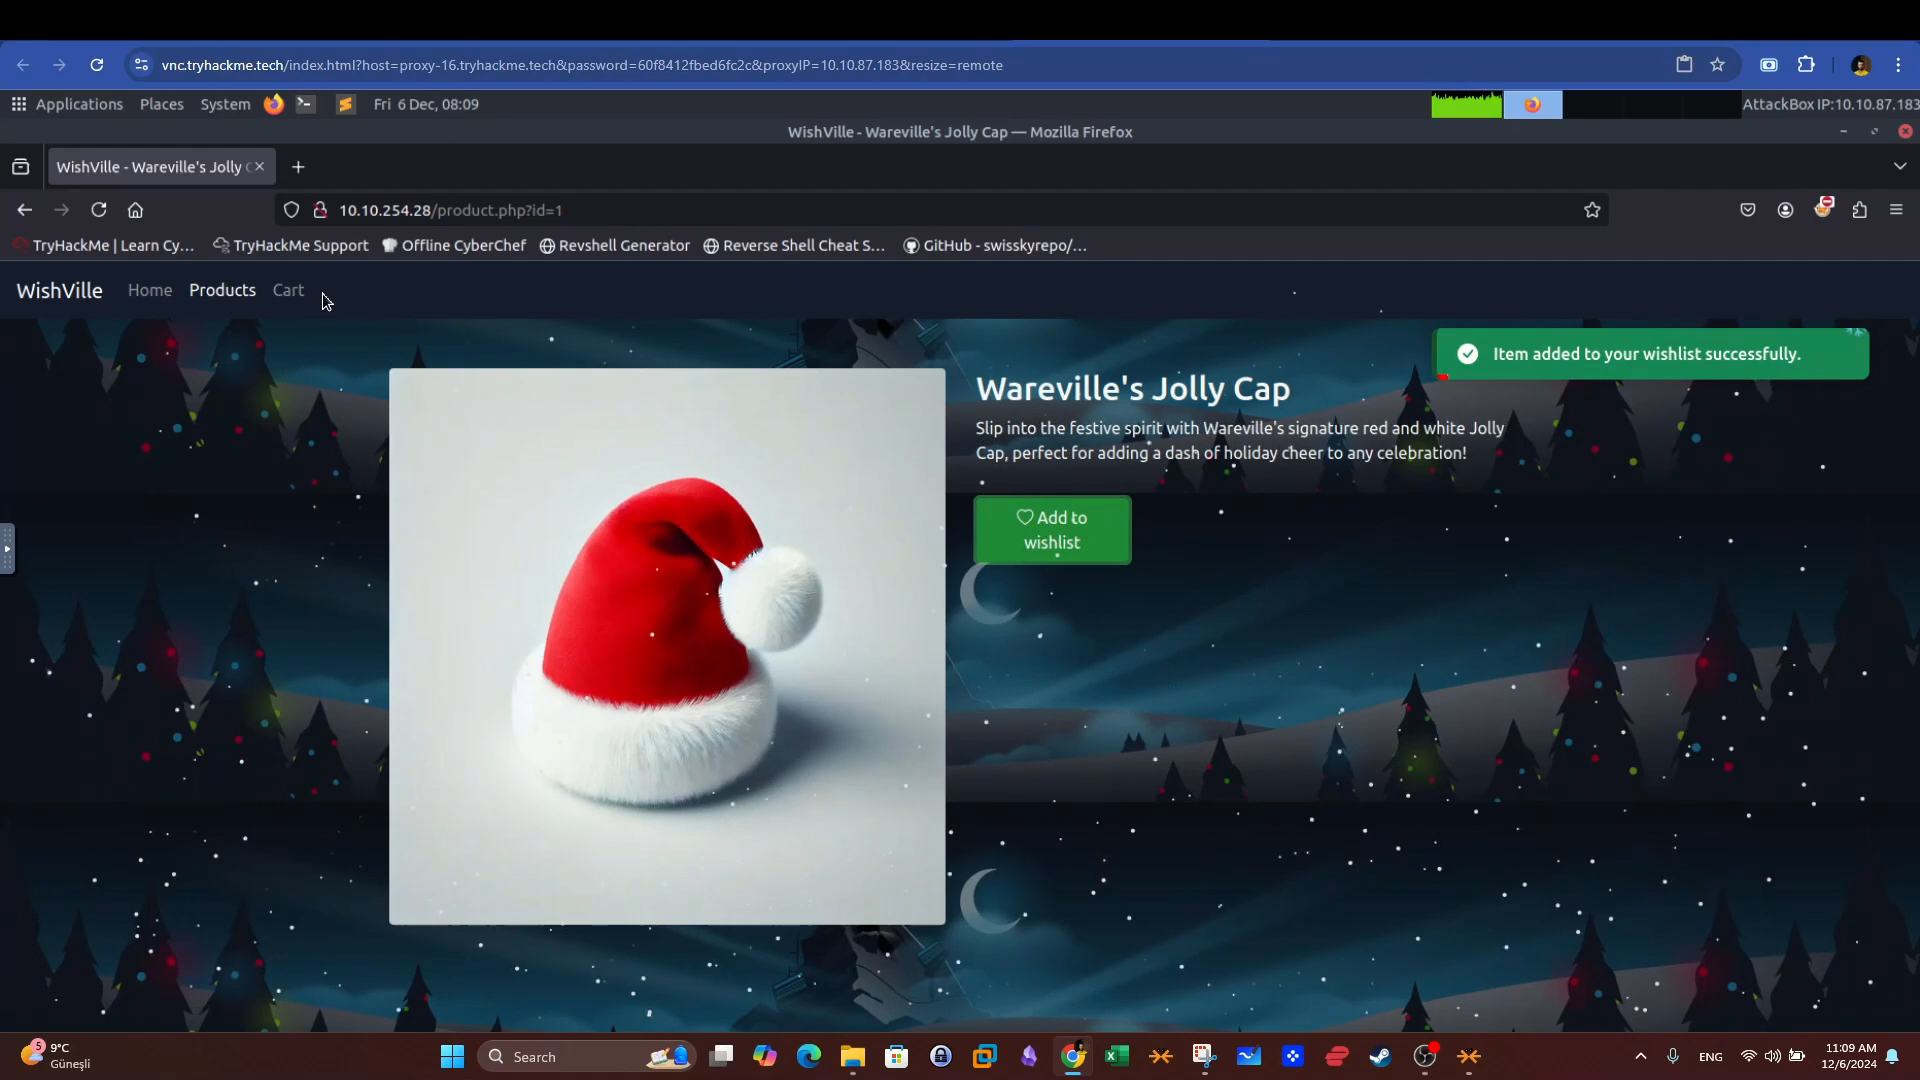 vnc.tryhackme.tech/index.html?host=proxy-16.tryhackme.tech&password=60f8412fbed6fc2c&proxyIP=10.10.87.183&resize=remote
Applications Places System Fri 6 Dec, 08:09 AttackBox IP:10.10.87.183
WishVille - Wareville's Jolly Cap — Mozilla Firefox
WishVille - Wareville's Jolly
10.10.254.28/product.php?id=1
TryHackMe | Learn Cy... TryHackMe Support Offline CyberChef Revshell Generator Reverse Shell Cheat S... GitHub - swisskyrepo/...
WishVille Home Products Cart
Item added to your wishlist successfully.
Wareville's Jolly Cap
Slip into the festive spirit with Wareville's signature red and white Jolly
Cap, perfect for adding a dash of holiday cheer to any celebration!
Add to
wishlist
5 9°C
Güneşli
Search
ENG
11:09 AM
12/6/2024